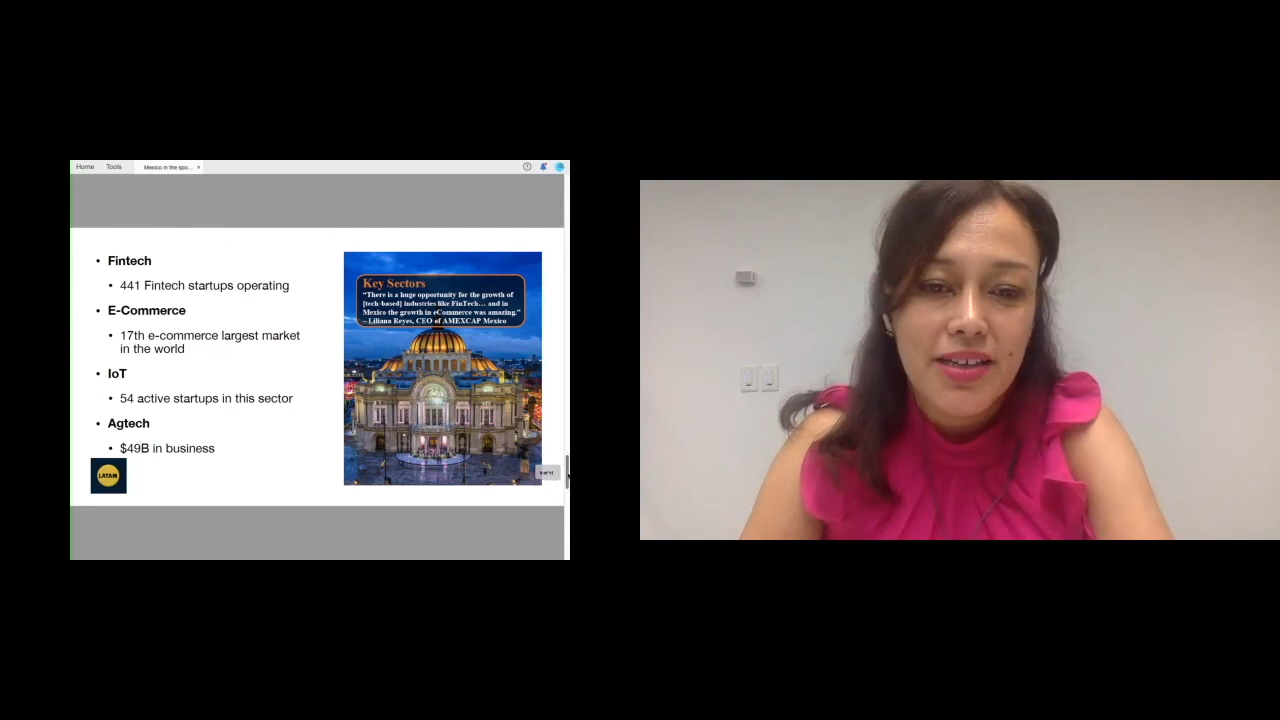 Home Tools Mexico in the spo... ×
• Fintech
• 441 Fintech startups operating
• E-Commerce
• 17th e-commerce largest market
in the world
• IoT
• 54 active startups in this sector
• Agtech
• $49B in business
LATAM
Key Sectors
“There is a huge opportunity for the growth of
[tech-based] industries like FinTech… and in
Mexico the growth in eCommerce was amazing.”
– Liliana Reyes, CEO of AMEXCAP Mexico